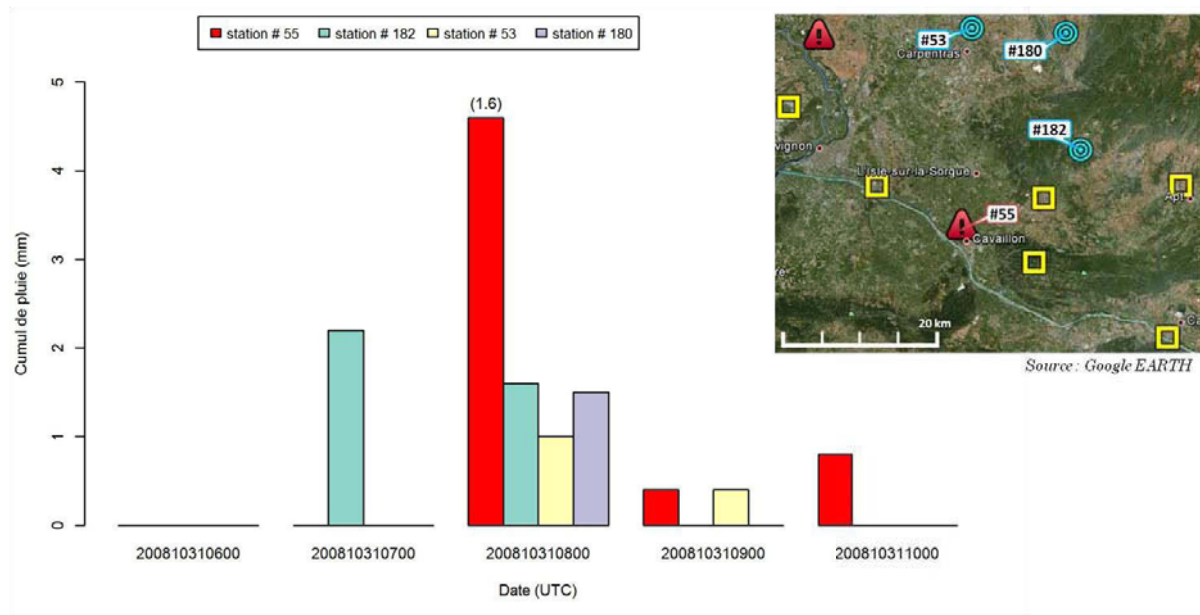 station # 55 station # 182 station # 53 station # 180
Cumul de pluie (mm)
5
4
3
2
1
0
(1.6)
200810310600 200810310700 200810310800 200810310900 200810311000
Date (UTC)
#53
Carpentras
#180
#182
vignon
L'Isle-sur-la-Sorgue
Apt
#55
Cavaillon
re
Ca
20 km
Source : Google EARTH